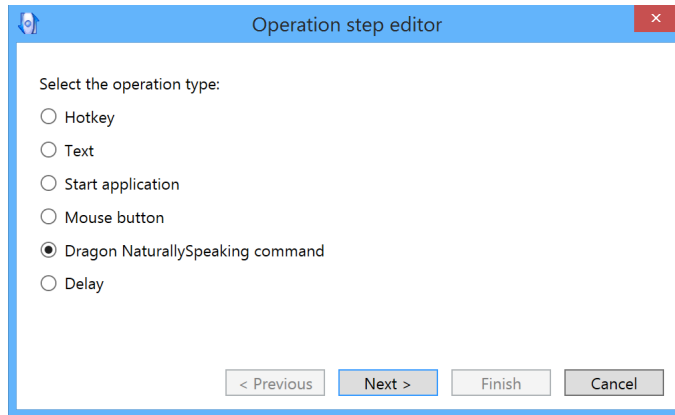 Operation step editor
Select the operation type:
Hotkey
Text
Start application
Mouse button
Dragon NaturallySpeaking command
Delay
< Previous Next > Finish Cancel